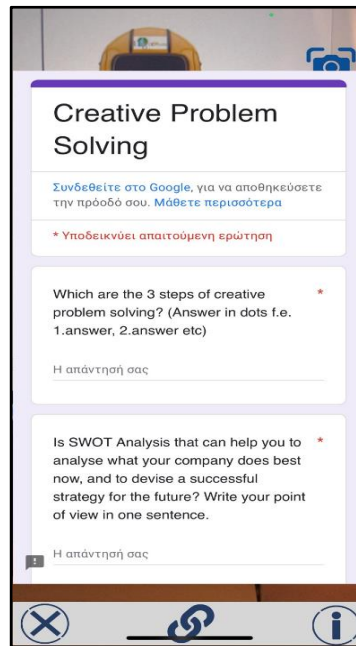 Creative Problem
Solving
Συνδεθείτε στο Google, για να αποθηκεύσετε
την πρόοδό σου. Μάθετε περισσότερα
* Υποδεικνύει απαιτούμενη ερώτηση
Which are the 3 steps of creative *
problem solving? (Answer in dots f.e.
1.answer, 2.answer etc)
Η απάντησή σας
Is SWOT Analysis that can help you to *
analyse what your company does best
now, and to devise a successful
strategy for the future? Write your point
of view in one sentence.
Η απάντησή σας